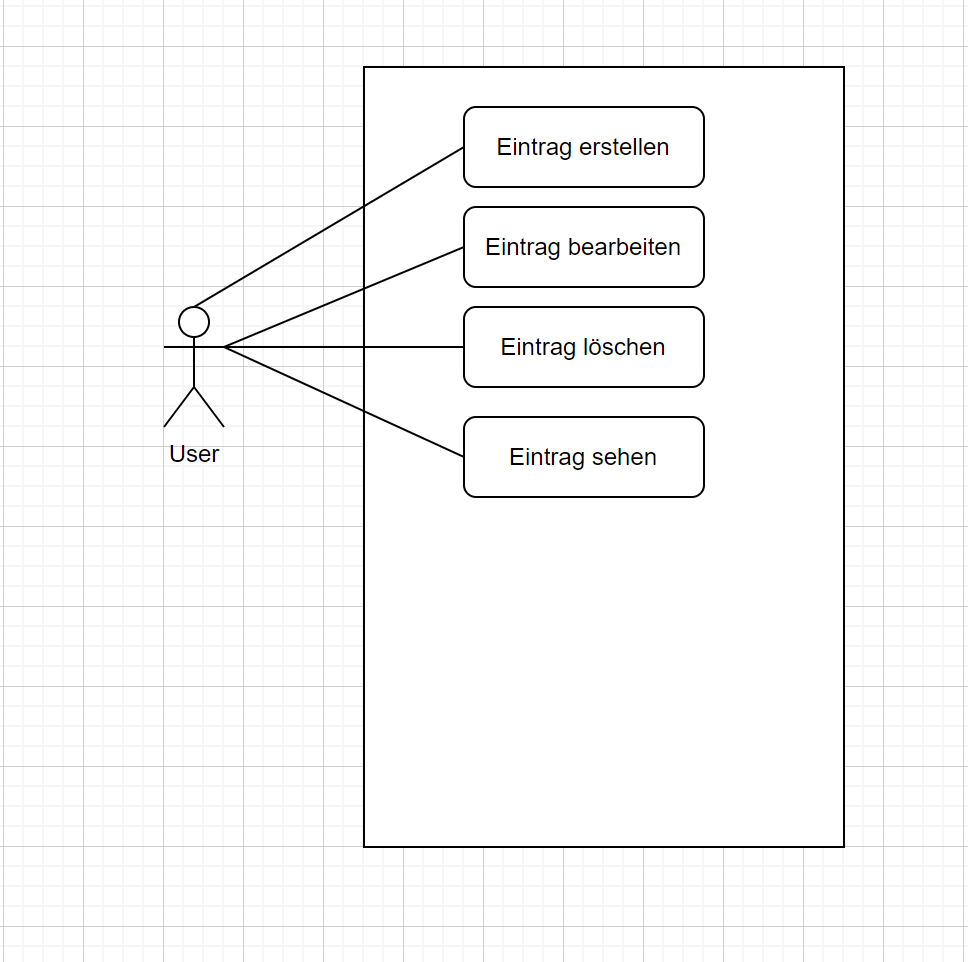 Eintrag erstellen
Eintrag bearbeiten
Eintrag löschen
Eintrag sehen
User